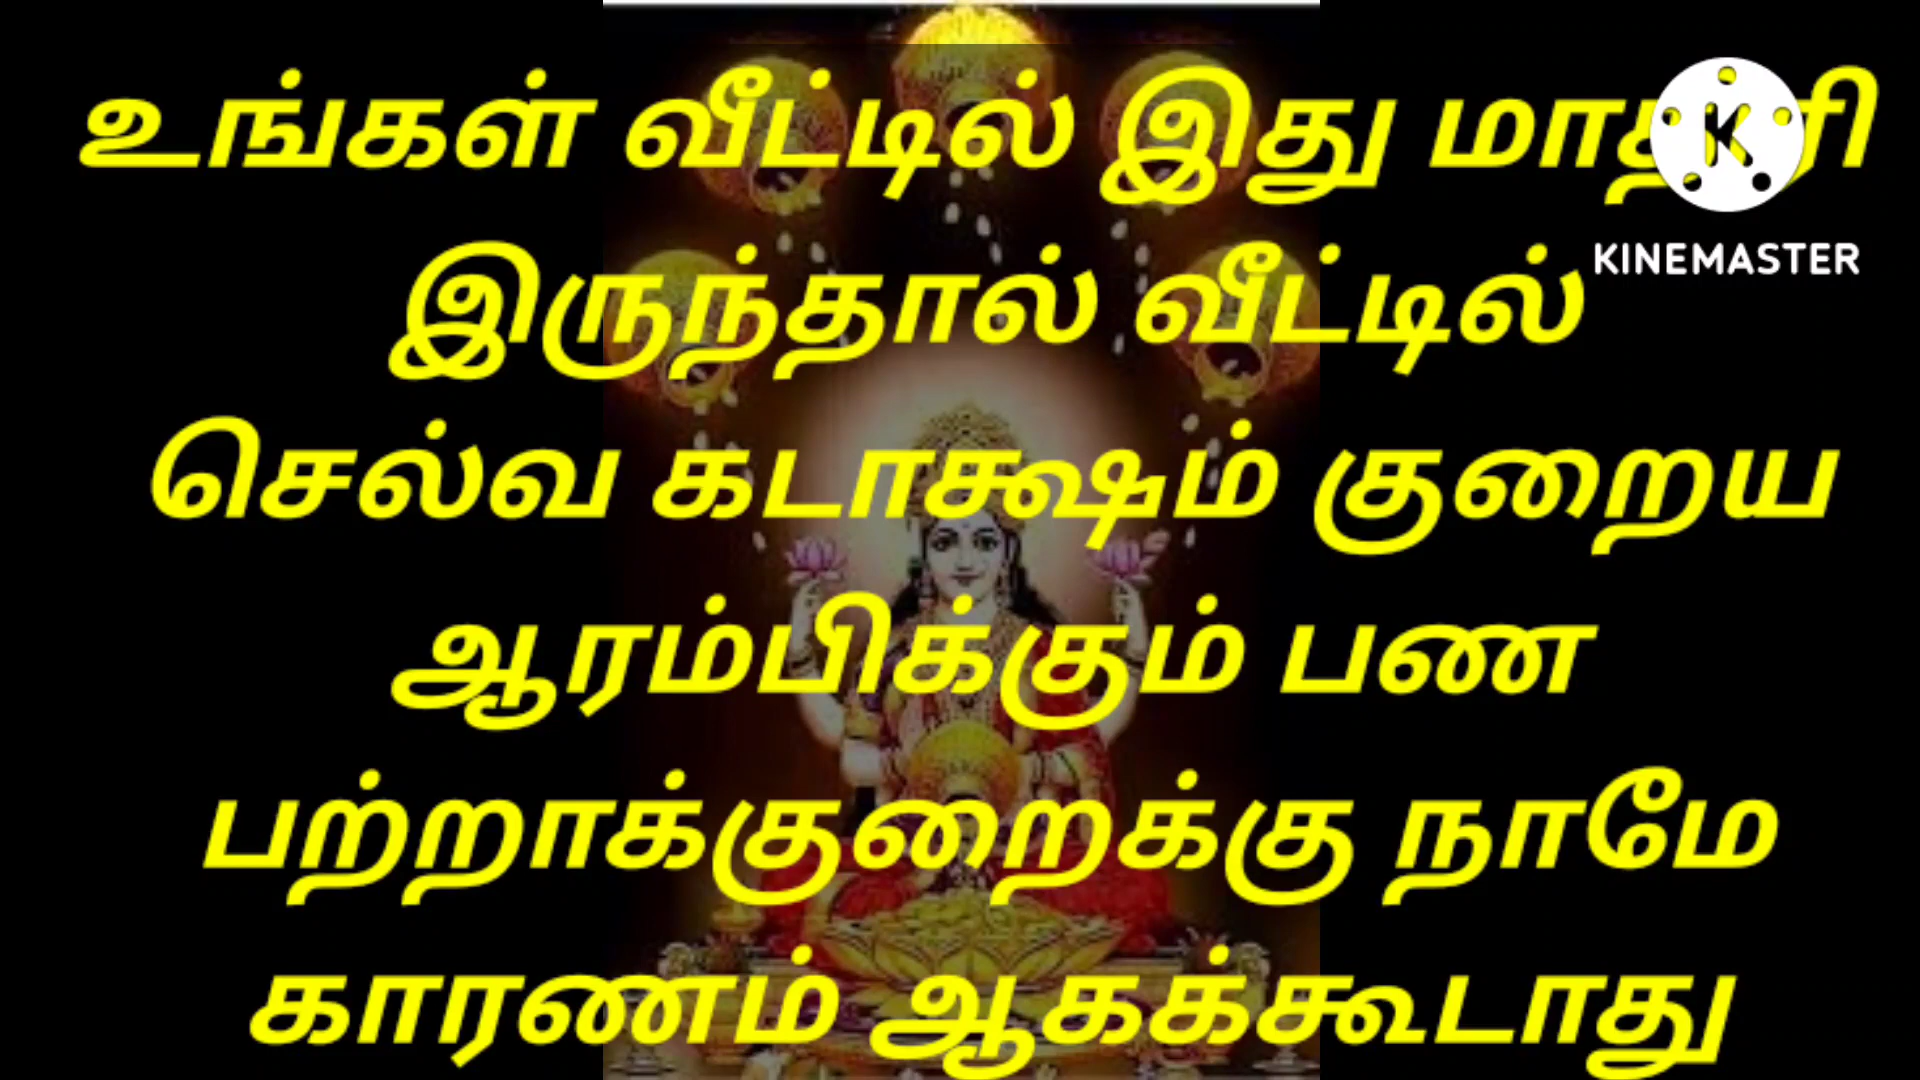 உங்கள் வீட்டில் இது மாதிரி
KINEMASTER
இருந்தால் வீட்டில்
செல்வ கடாக்ஷம் குறைய
ஆரம்பிக்கும் பண
பற்றாக்குறைக்கு நாமே
காரணம் ஆகக்கூடாது